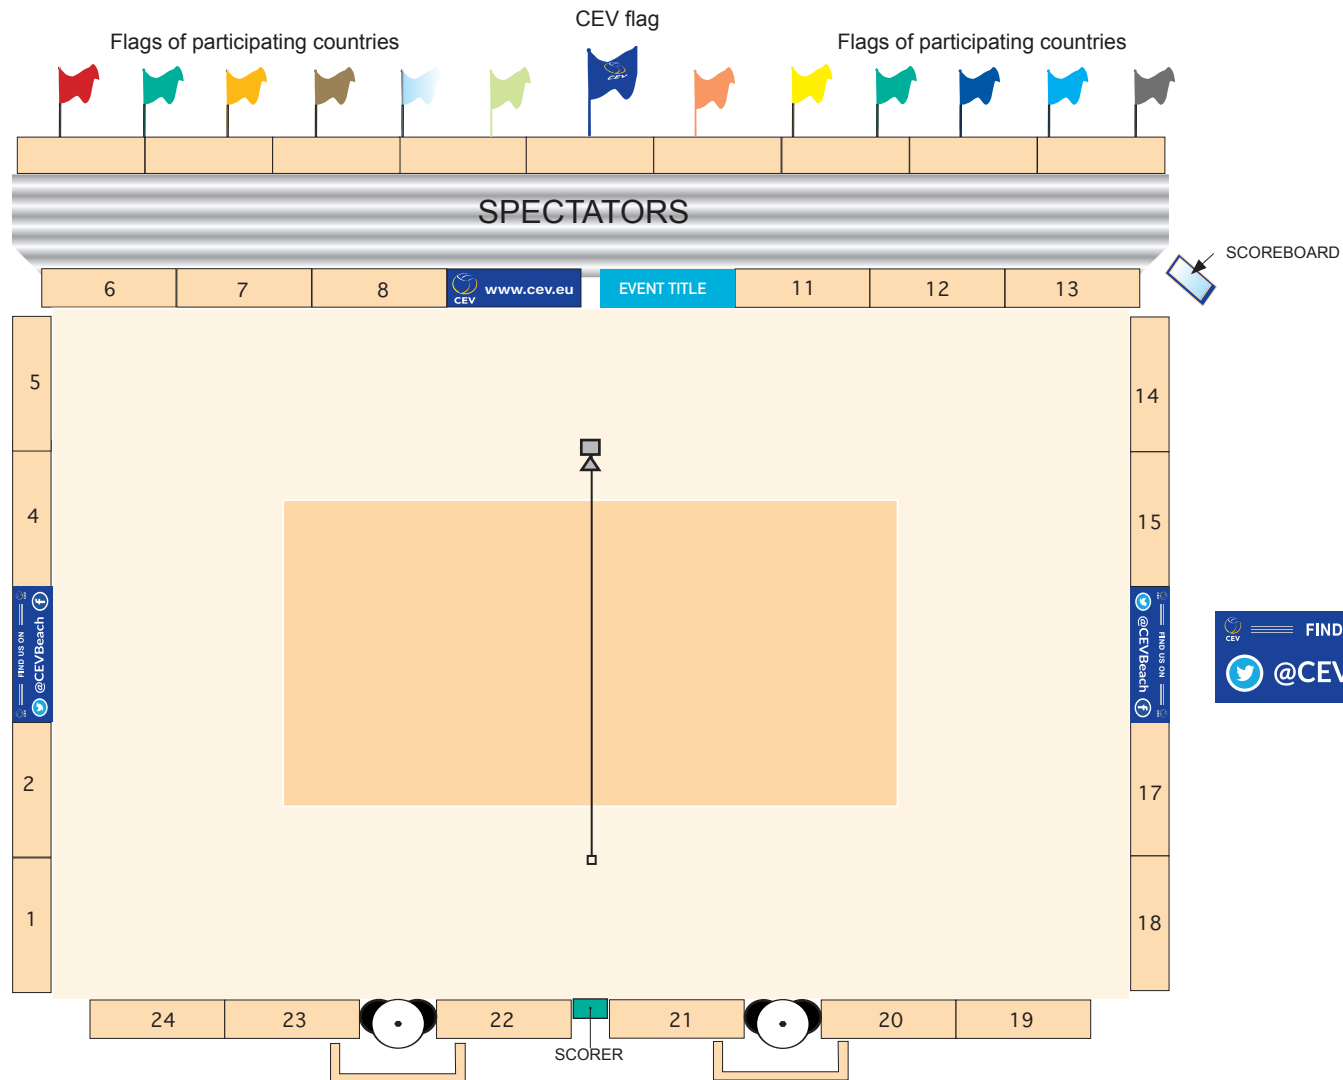 CEV flag
Flags of participating countries
Flags of participating countries
CEV
SPECTATORS
SCOREBOARD
6
7
8
CEV
www.cev.eu
EVENT TITLE
11
12
13
5
14
4
15
FIND US ON
@CEVBeach
FIND US ON
@CEVBeach
CEV
FIND
@CEV
2
17
1
18
24
23
22
21
20
19
SCORER